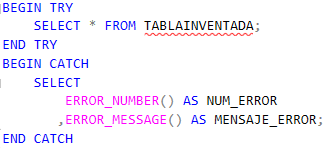 BEGIN TRY
SELECT * FROM TABLAINVENTADA;
END TRY
BEGIN CATCH
SELECT
ERROR_NUMBER() AS NUM_ERROR
,ERROR_MESSAGE() AS MENSAJE_ERROR;
END CATCH